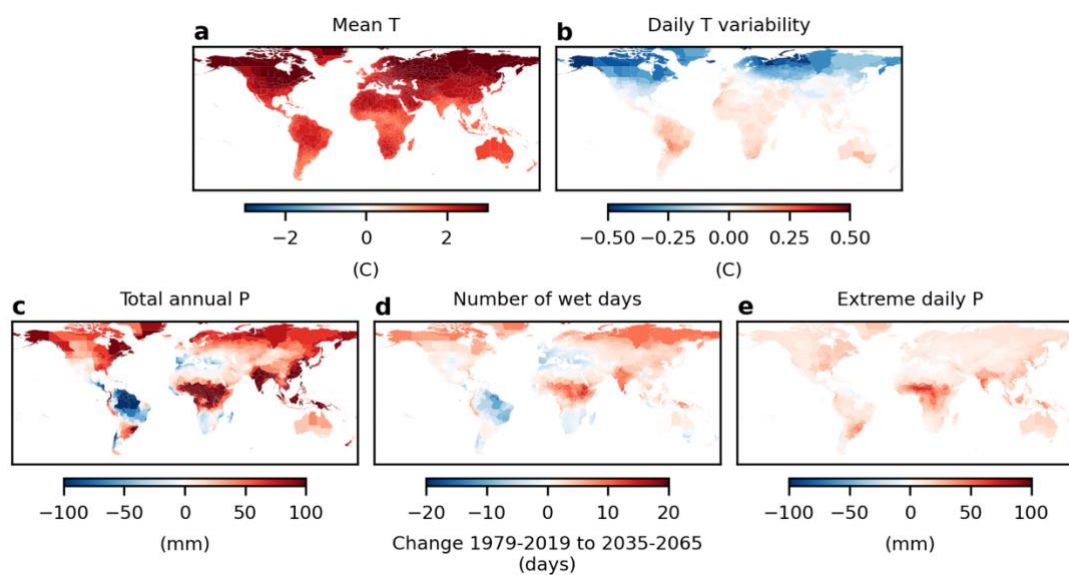 a Mean T
b Daily T variability
−2 0 2
(C)
−0.50 −0.25 0.00 0.25 0.50
(C)
c Total annual P
d Number of wet days
e Extreme daily P
−100 −50 0 50 100
(mm)
−20 −10 0 10 20
Change 1979-2019 to 2035-2065
(days)
−100 −50 0 50 100
(mm)